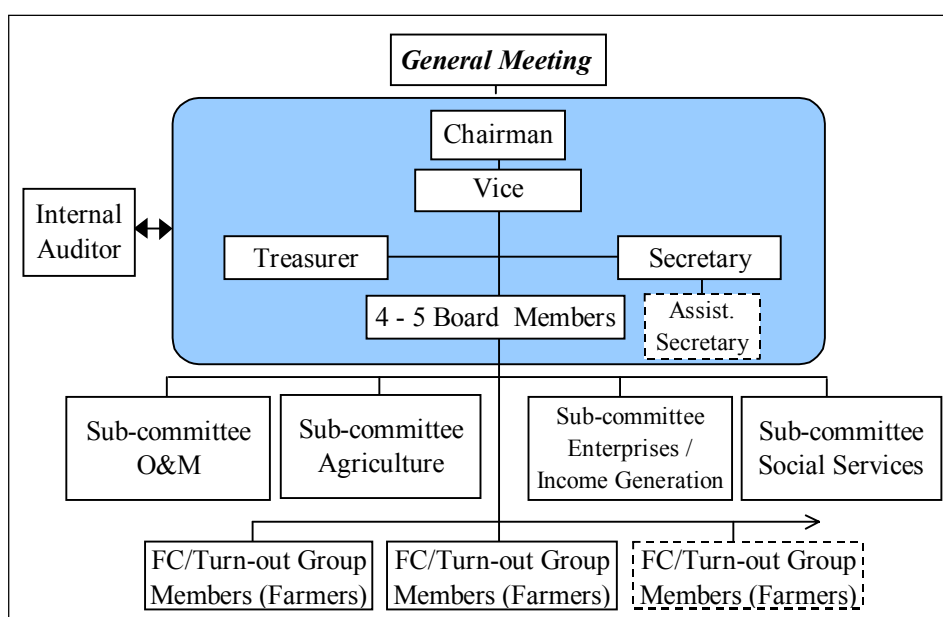 General Meeting
Chairman
Vice
Internal
Auditor
Treasurer
Secretary
4 - 5 Board Members
Assist.
Secretary
Sub-committee
O&M
Sub-committee
Agriculture
Sub-committee
Enterprises /
Income Generation
Sub-committee
Social Services
FC/Turn-out Group
Members (Farmers)
FC/Turn-out Group
Members (Farmers)
FC/Turn-out Group
Members (Farmers)